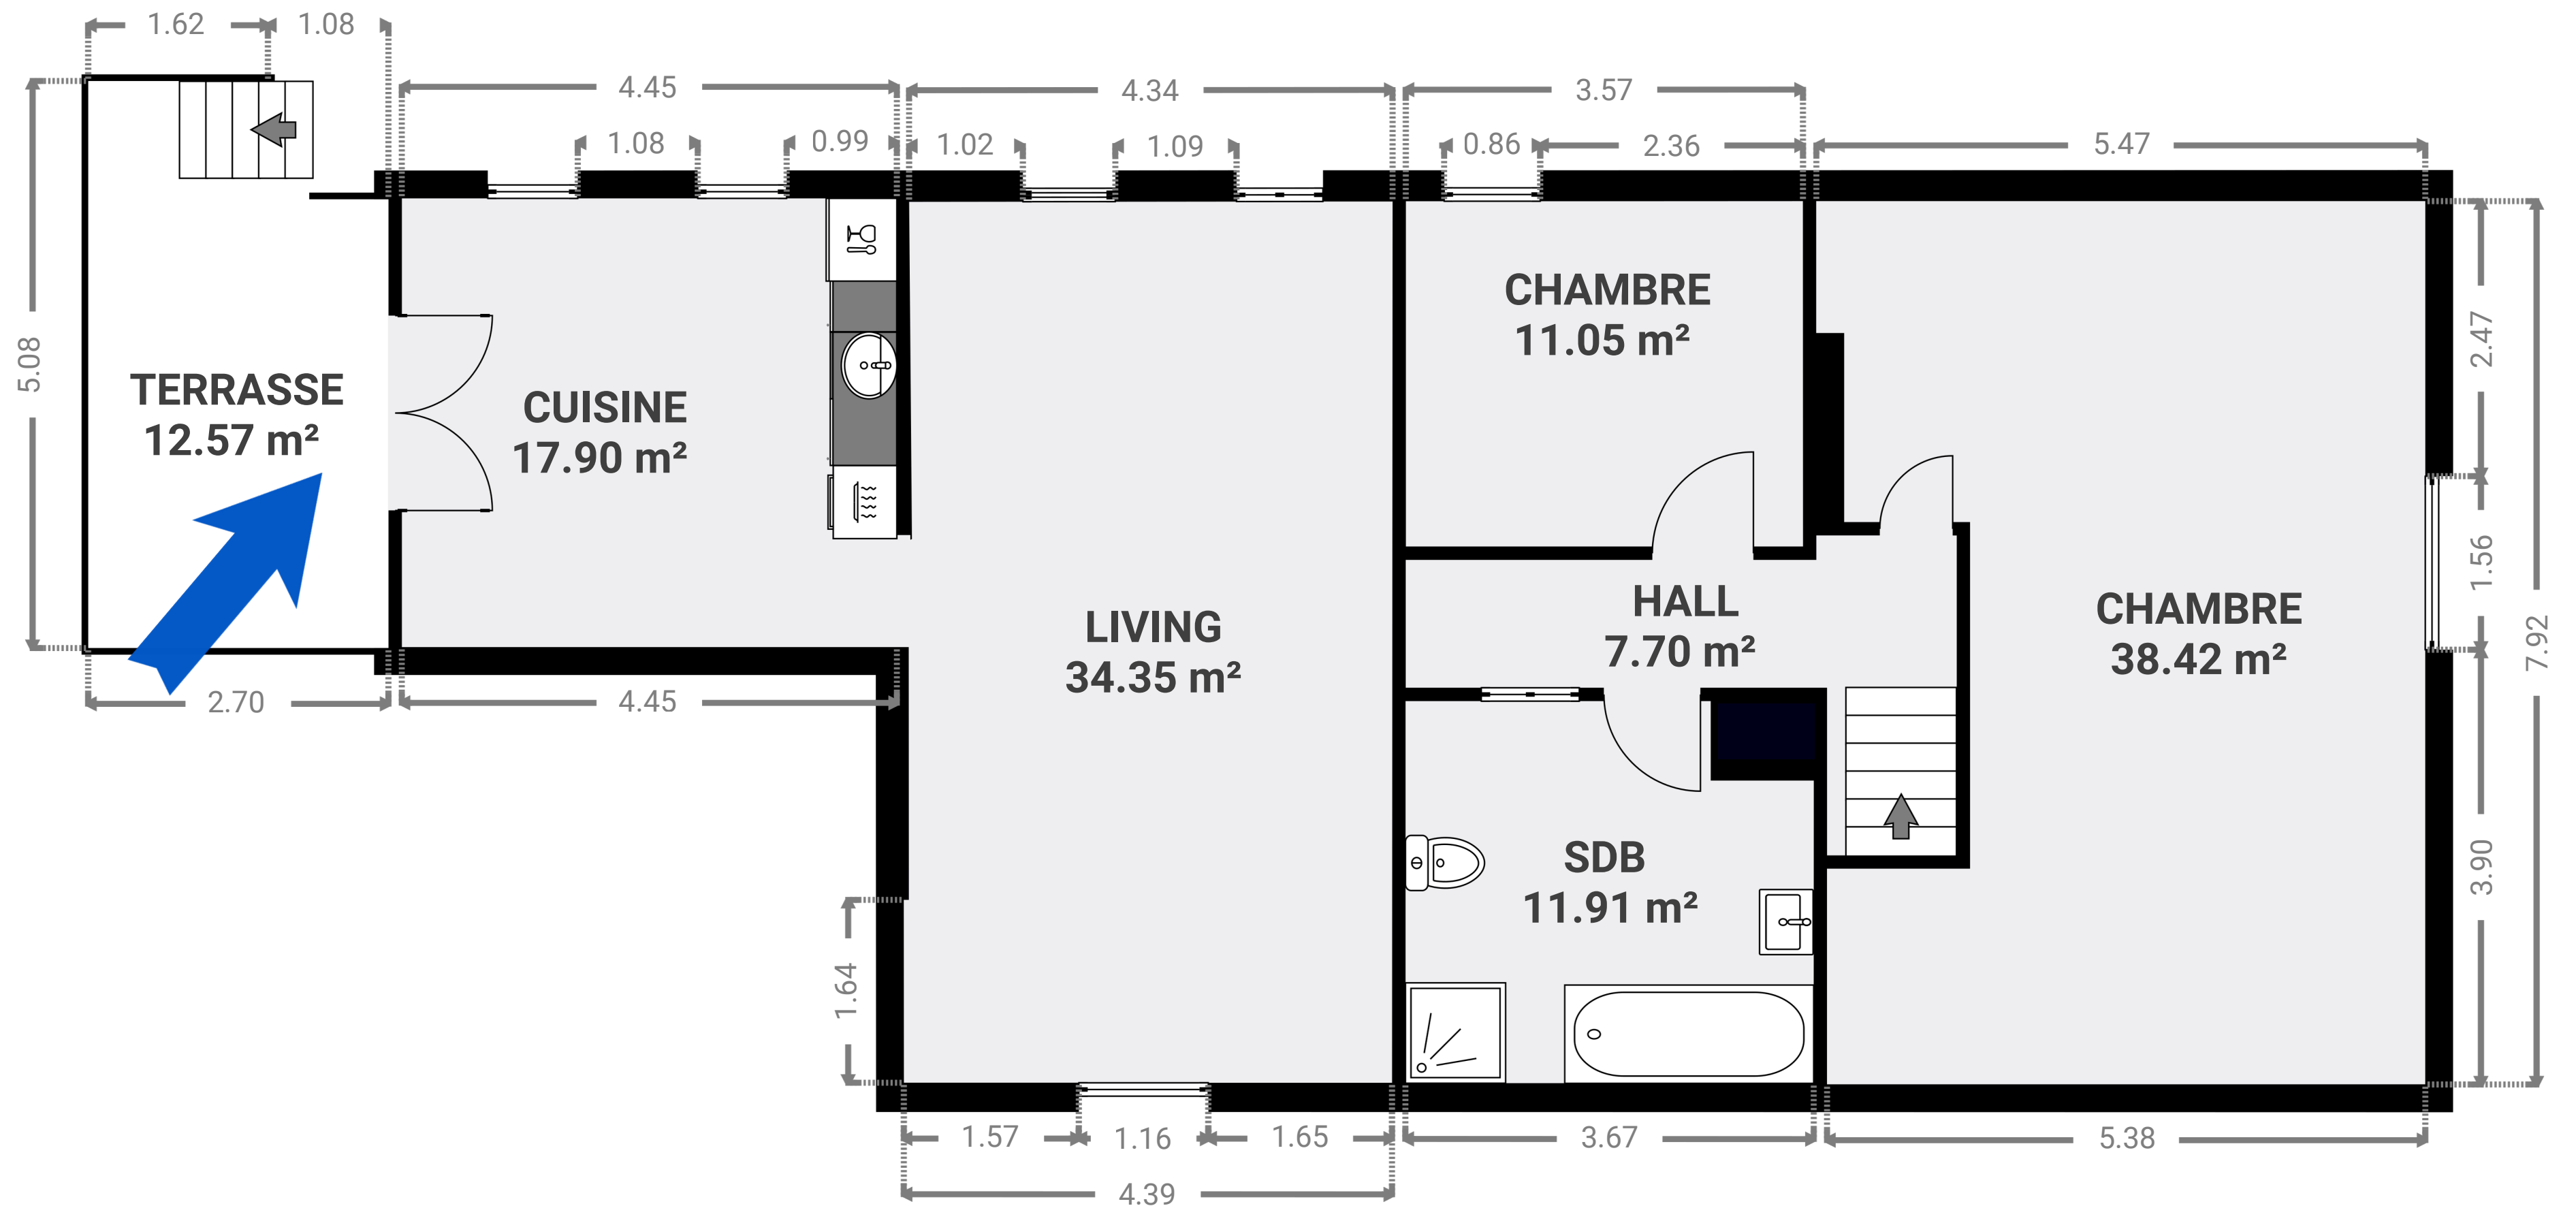 1.62
1.08
4.45
4.34
3.57
1.08
0.99
1.02
1.09
0.86
2.36
5.47
5.08
TERRASSE
12.57 m²
CUISINE
17.90 m²
CHAMBRE
11.05 m²
2.47
LIVING
34.35 m²
HALL
7.70 m²
CHAMBRE
38.42 m²
1.56
7.92
2.70
4.45
SDB
11.91 m²
3.90
1.64
1.57
1.16
1.65
3.67
5.38
4.39